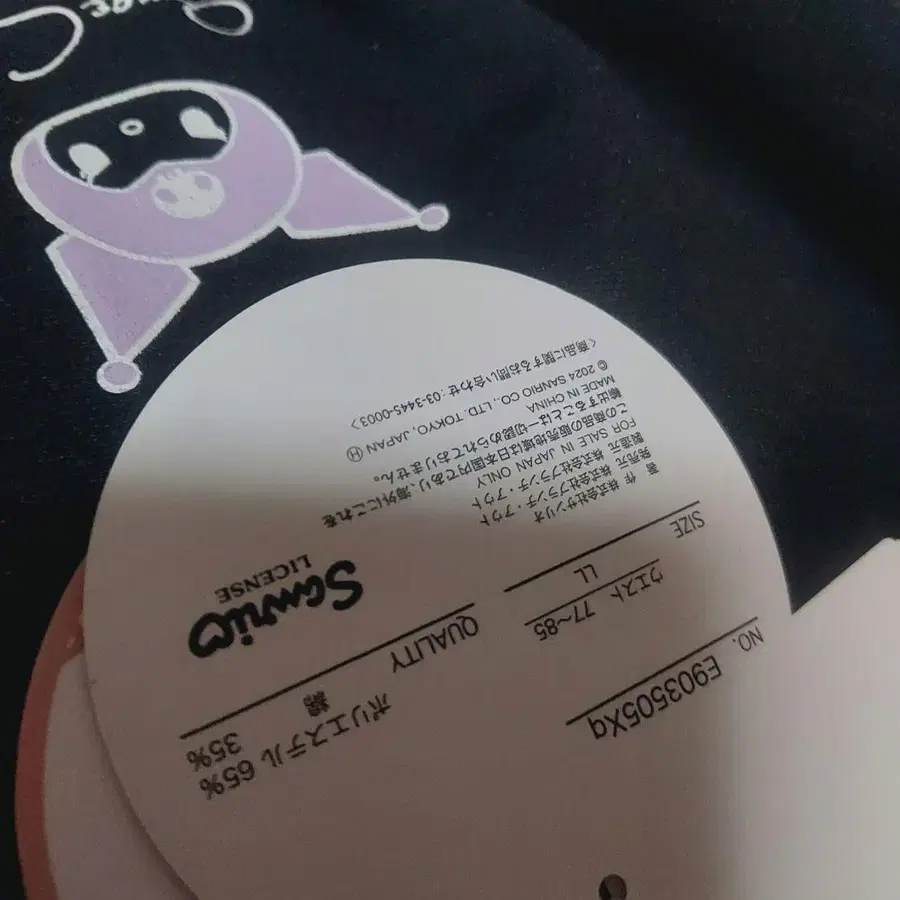 NO. E903505Xq
SIZE
LL
ウエスト 77~85
QUALITY
ポリエステル 65%
綿 35%
Sanrio
LICENSE
著 作 株式会社サンリオ
発売元 株式会社ブランチ・アウト
製造元 株式会社ブランチ・アウト
FOR SALE IN JAPAN ONLY
この商品の販売地域は日本国内であり、海外にこれを
輸出することは一切認められておりません。
MADE IN CHINA
© 2024 SANRIO CO., LTD. TOKYO, JAPAN Ⓗ
<商品に関するお問い合わせ:03-3445-0003>